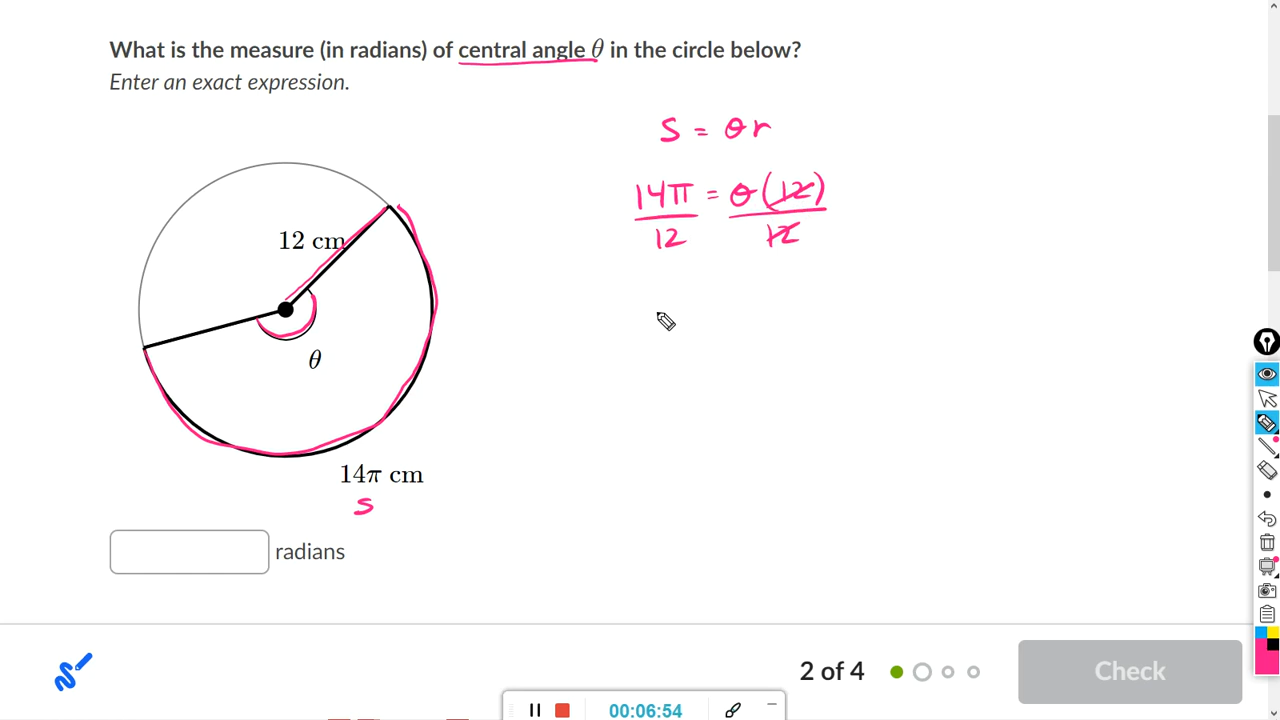 What is the measure (in radians) of central angle θ in the circle below?
Enter an exact expression.
s = θr
14π = θ(12)
12 12
12 cm
θ
14π cm
s
radians
2 of 4
Check
00:06:54